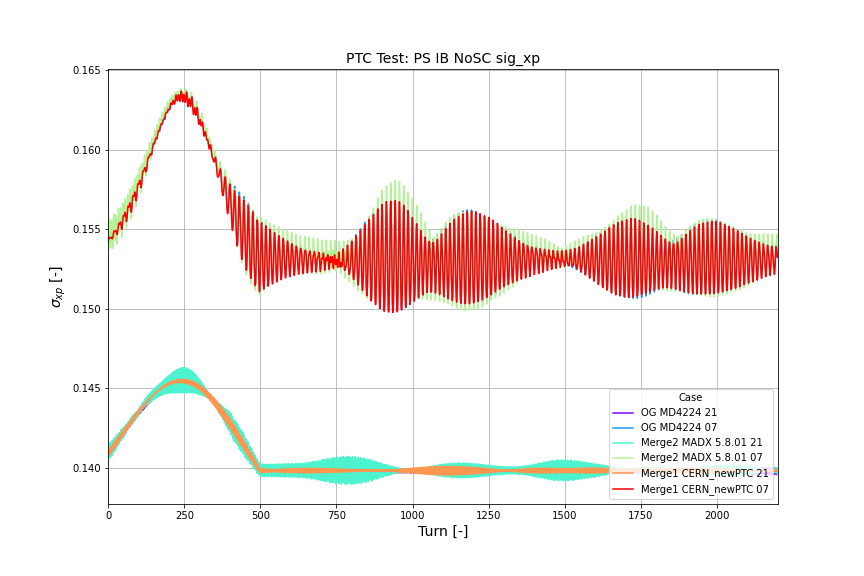 PTC Test: PS IB NoSC sig_xp
0.165
0.160
0.155
0.150
0.145
0.140
σxp [-]
0 250 500 750 1000 1250 1500 1750 2000
Turn [-]
Case
OG MD4224 21
OG MD4224 07
Merge2 MADX 5.8.01 21
Merge2 MADX 5.8.01 07
Merge1 CERN_newPTC 21
Merge1 CERN_newPTC 07